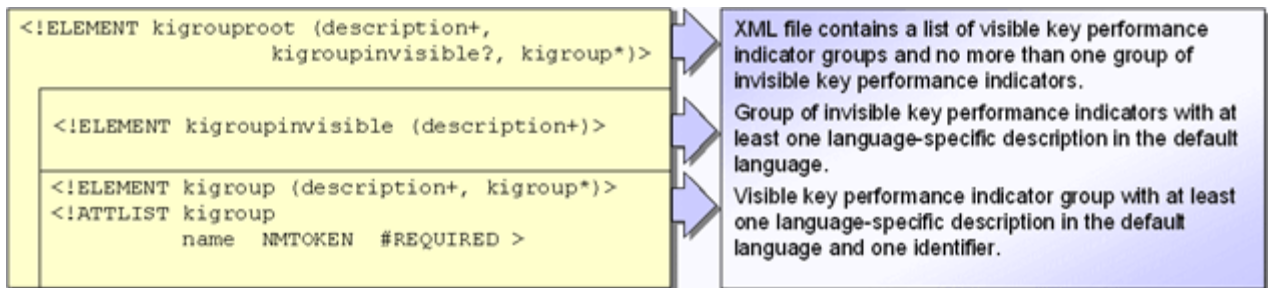 <!ELEMENT kigrouproot (description+,
kigroupinvisible?, kigroup*)>
<!ELEMENT kigroupinvisible (description+)>
<!ELEMENT kigroup (description+, kigroup*)>
<!ATTLIST kigroup
name NMTOKEN #REQUIRED >
XML file contains a list of visible key performance
indicator groups and no more than one group of
invisible key performance indicators.
Group of invisible key performance indicators with at
least one language-specific description in the default
language.
Visible key performance indicator group with at least
one language-specific description in the default
language and one identifier.